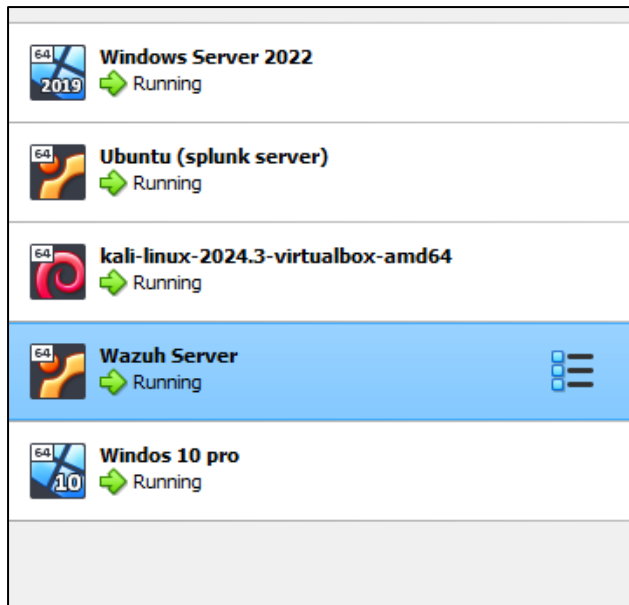 64
2019
Windows Server 2022
Running
64
Ubuntu (splunk server)
Running
64
kali-linux-2024.3-virtualbox-amd64
Running
64
Wazuh Server
Running
64
10
Windos 10 pro
Running